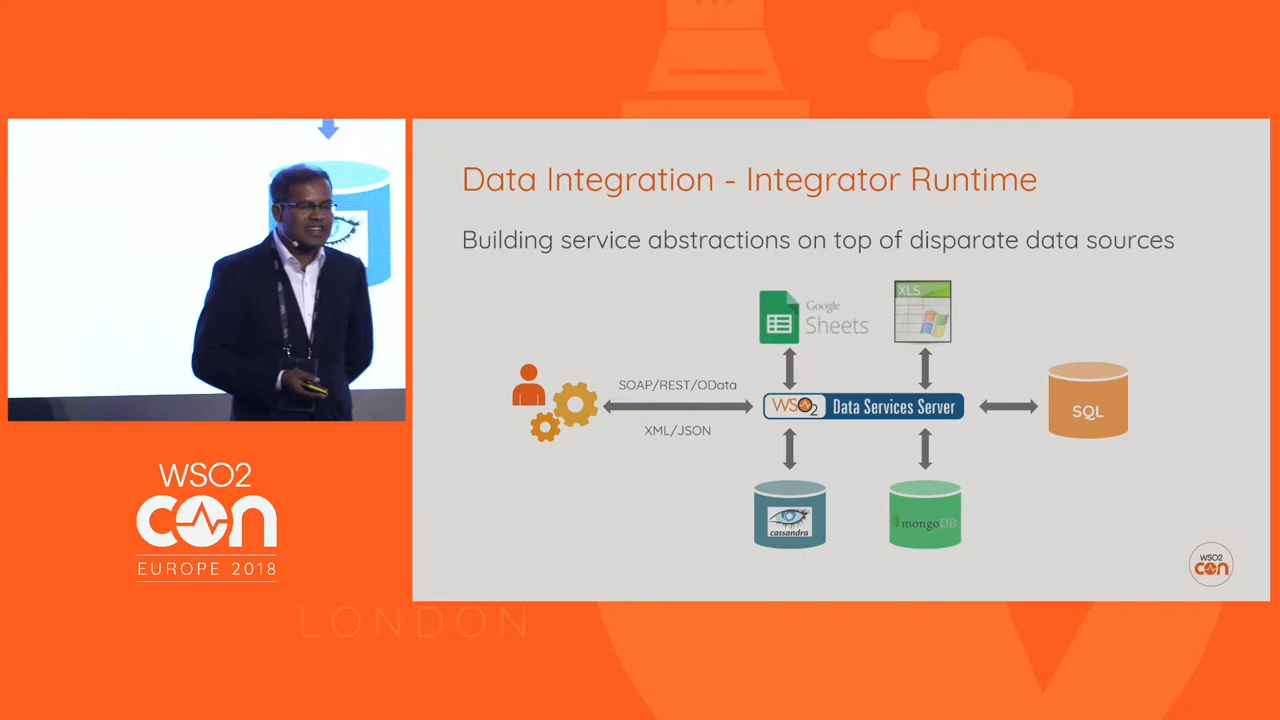 Data Integration - Integrator Runtime
Building service abstractions on top of disparate data sources
Google
Sheets
XLS
SOAP/REST/OData
XML/JSON
WSO2 Data Services Server
SQL
cassandra
mongoDB
WSO2
con
WSO2
con
EUROPE 2018
LONDON